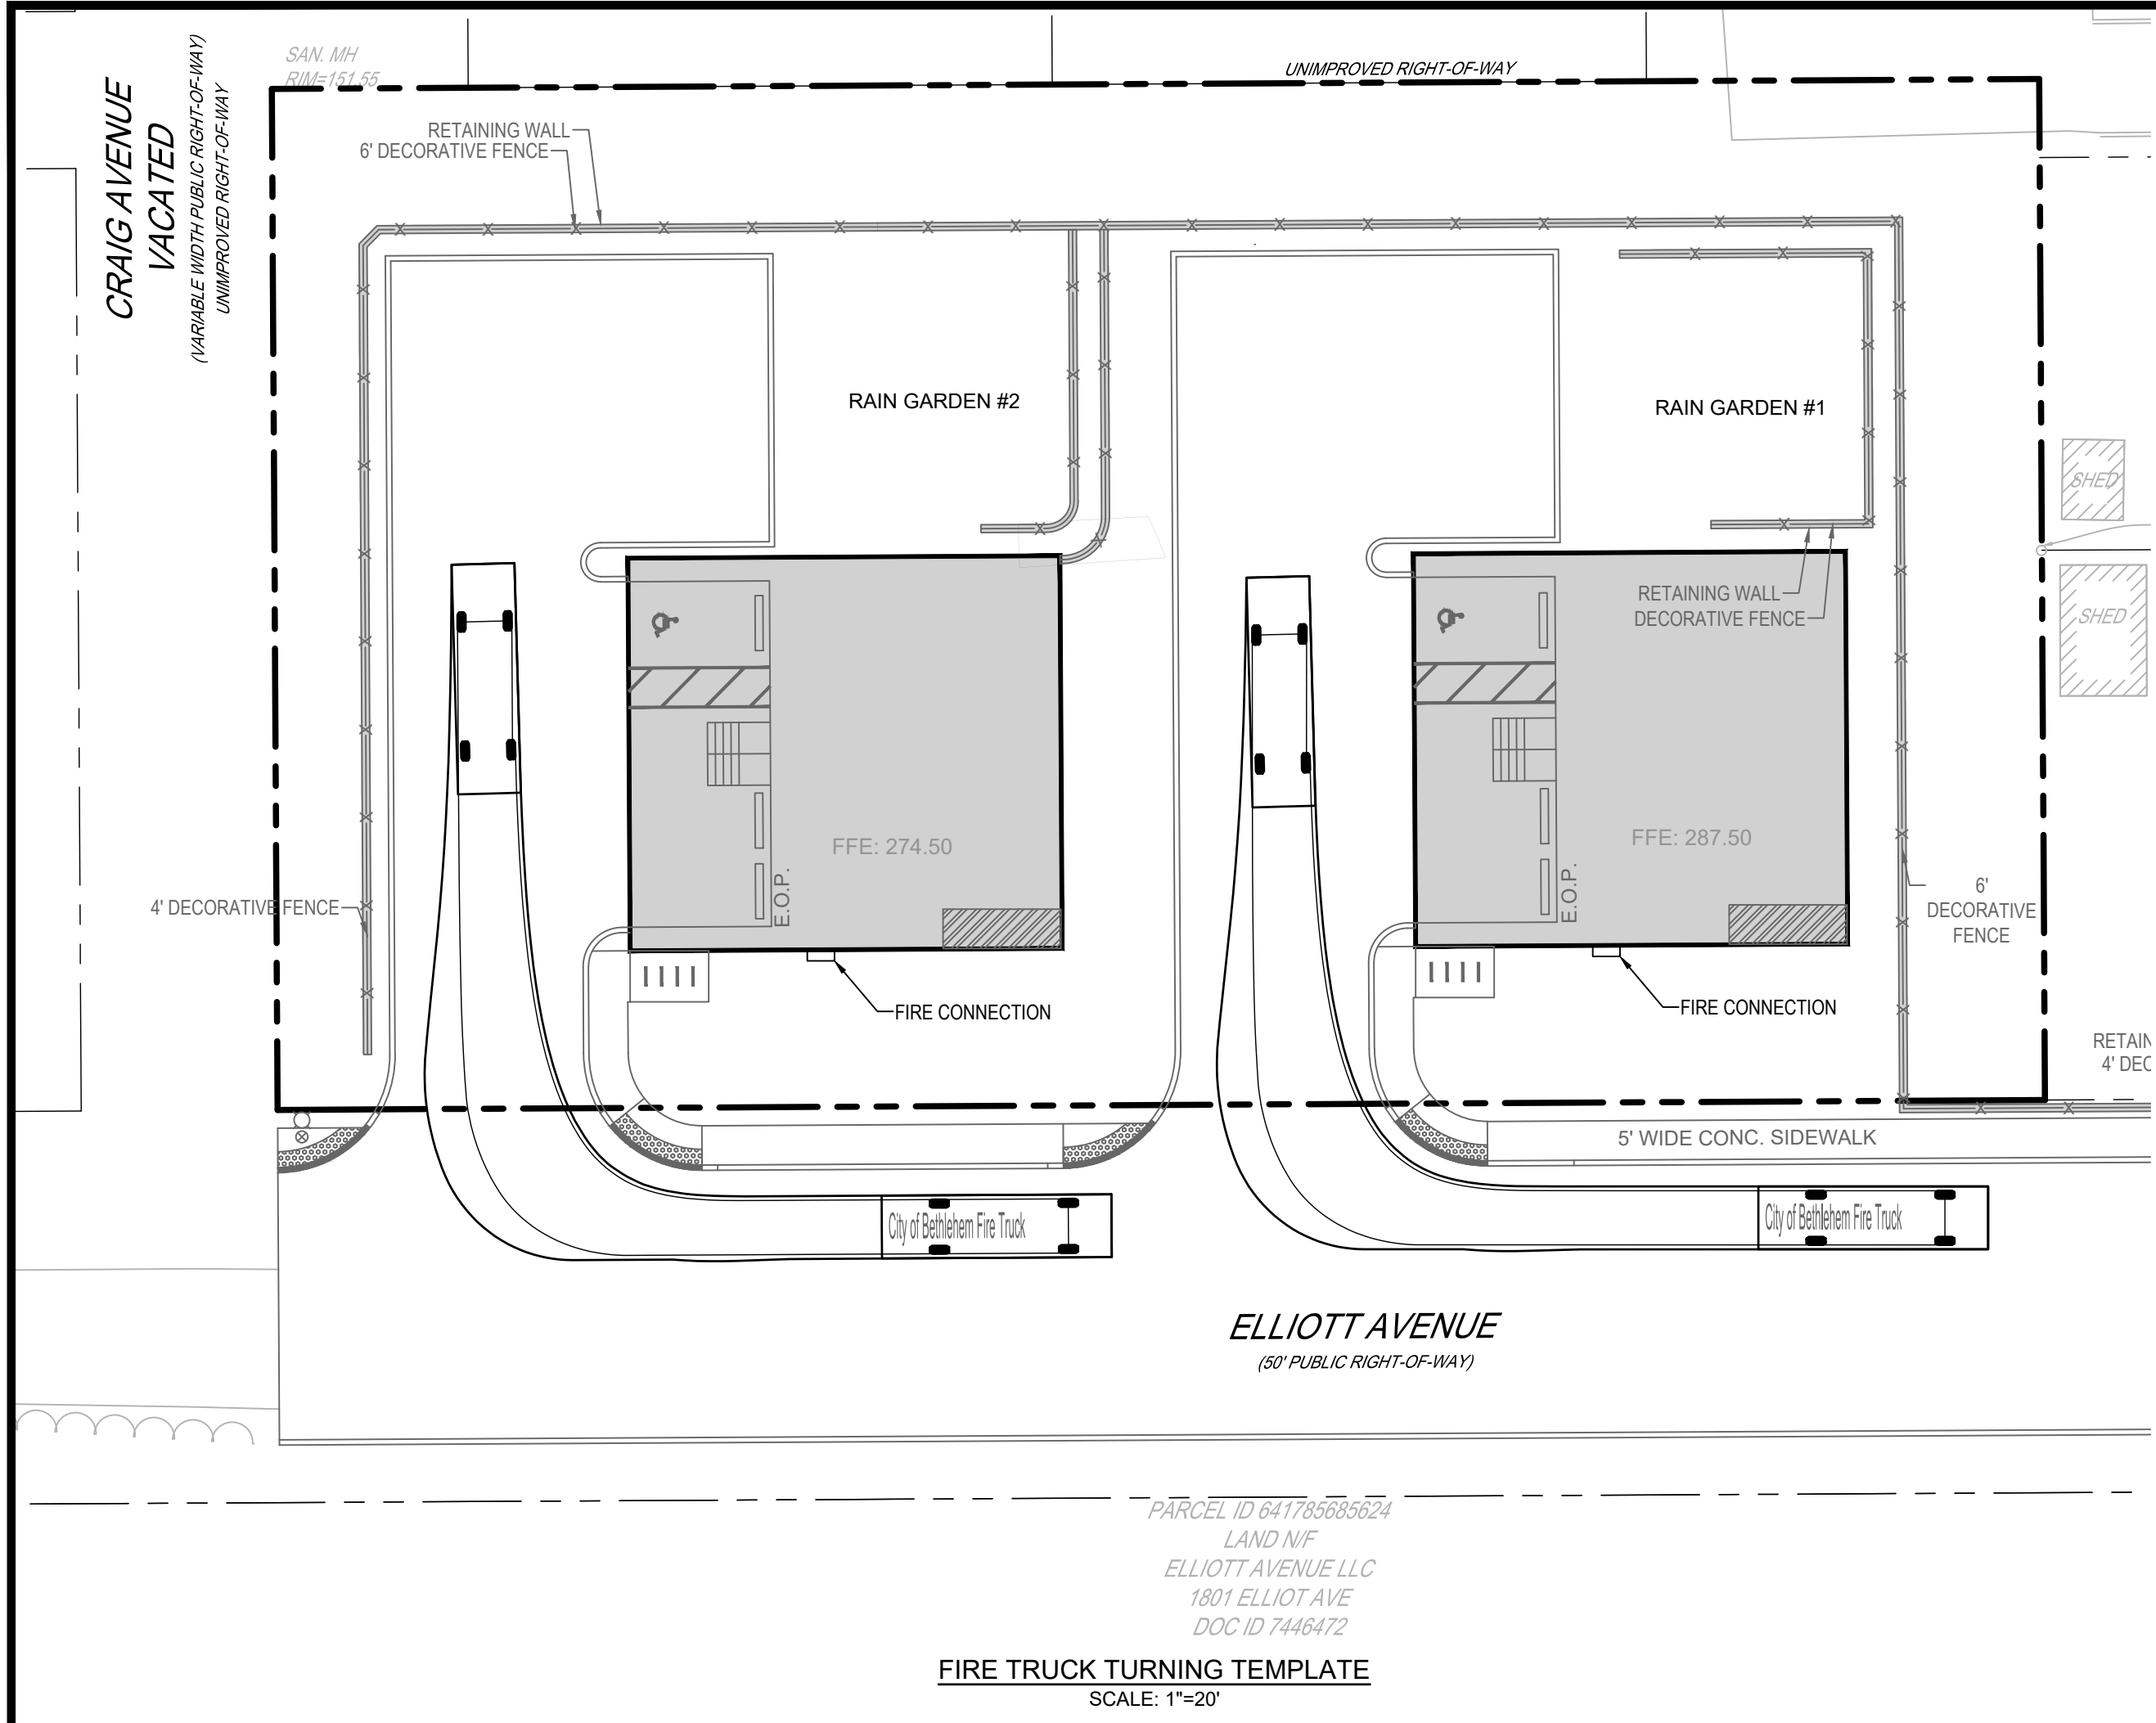 SAN. MH
RIM=151.55
UNIMPROVED RIGHT-OF-WAY
CRAIG AVENUE
VACATED
(VARIABLE WIDTH PUBLIC RIGHT-OF-WAY)
UNIMPROVED RIGHT-OF-WAY
RETAINING WALL
6' DECORATIVE FENCE
RAIN GARDEN #2
RAIN GARDEN #1
SHED
SHED
RETAINING WALL
DECORATIVE FENCE
FFE: 274.50
FFE: 287.50
E.O.P.
E.O.P.
4' DECORATIVE FENCE
6'
DECORATIVE
FENCE
FIRE CONNECTION
FIRE CONNECTION
RETAIN
4' DEC
5' WIDE CONC. SIDEWALK
City of Bethlehem Fire Truck
City of Bethlehem Fire Truck
ELLIOTT AVENUE
(50' PUBLIC RIGHT-OF-WAY)
PARCEL ID 641785685624
LAND N/F
ELLIOTT AVENUE LLC
1801 ELLIOT AVE
DOC ID 7446472
FIRE TRUCK TURNING TEMPLATE
SCALE: 1"=20'